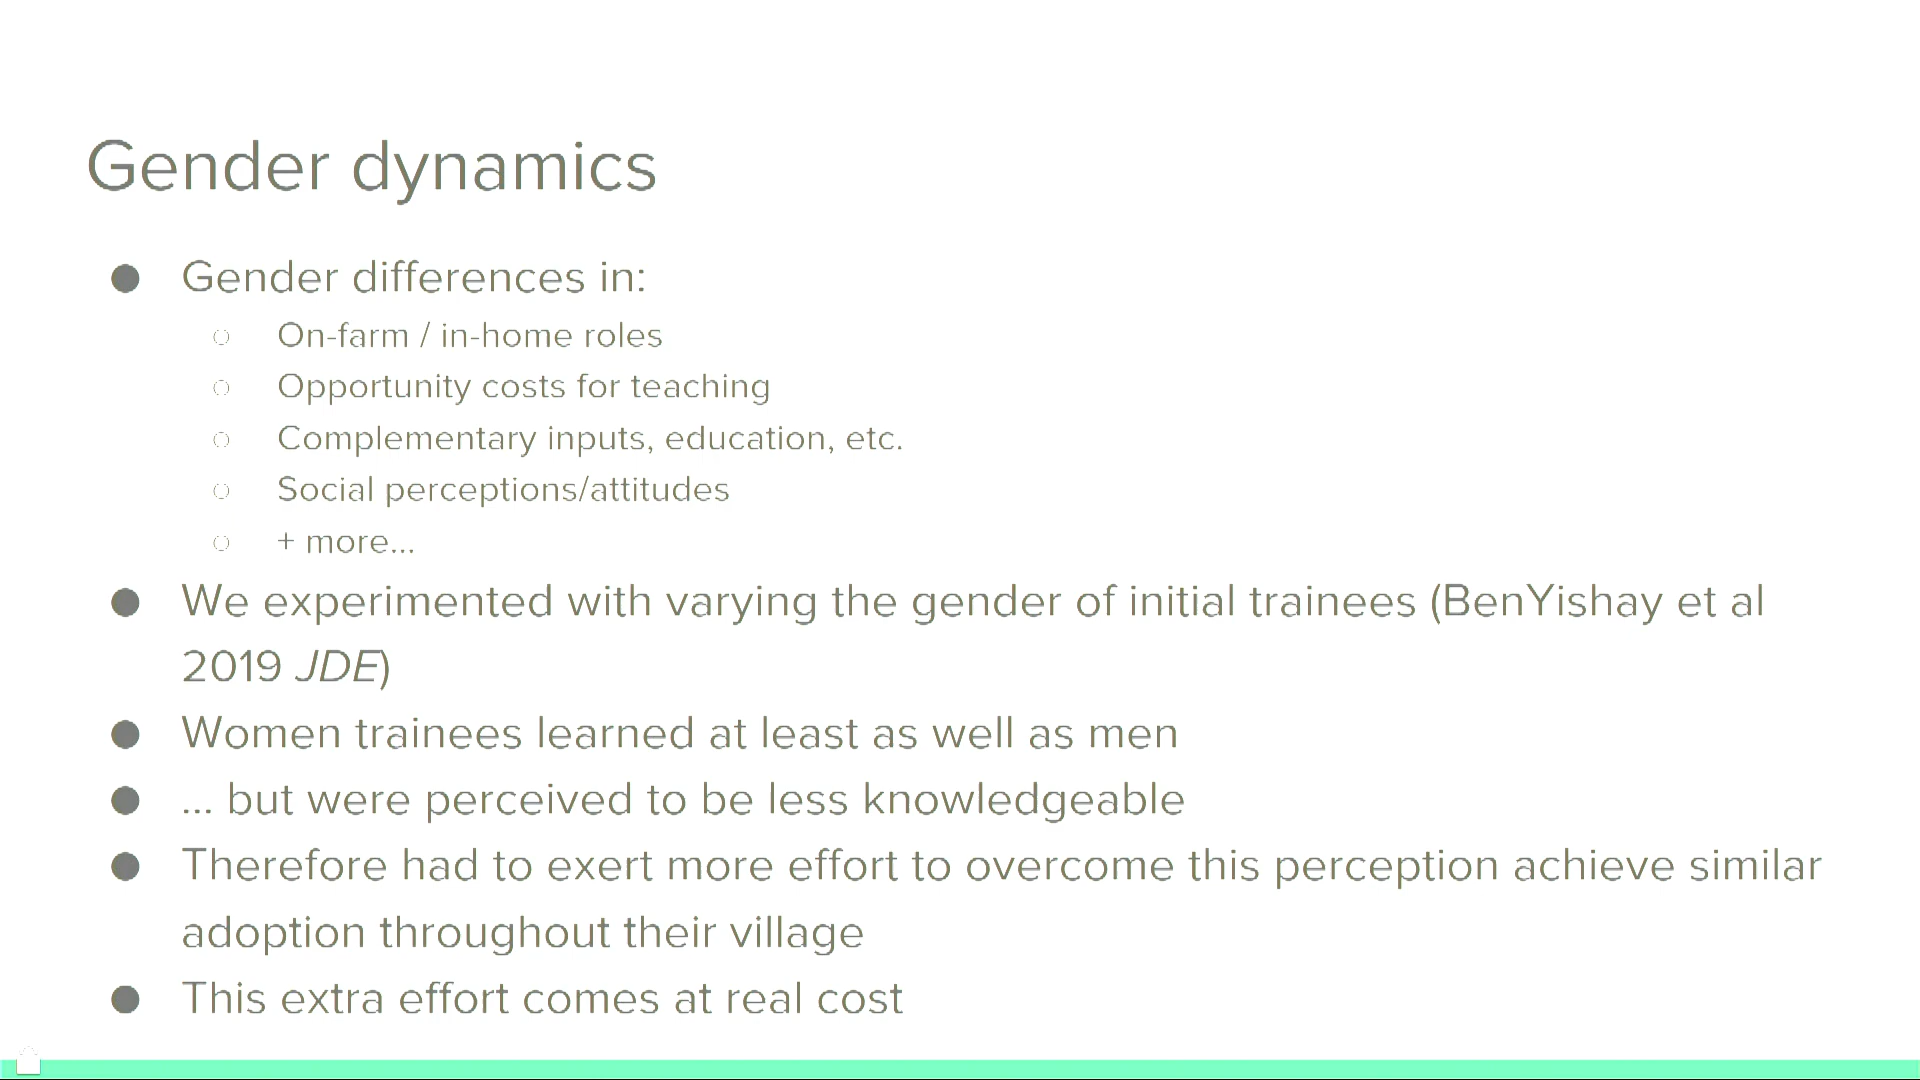 Gender dynamics
● Gender differences in:
○ On-farm / in-home roles
○ Opportunity costs for teaching
○ Complementary inputs, education, etc.
○ Social perceptions/attitudes
○ + more...
● We experimented with varying the gender of initial trainees (BenYishay et al
2019 JDE)
● Women trainees learned at least as well as men
● ... but were perceived to be less knowledgeable
● Therefore had to exert more effort to overcome this perception achieve similar
adoption throughout their village
● This extra effort comes at real cost